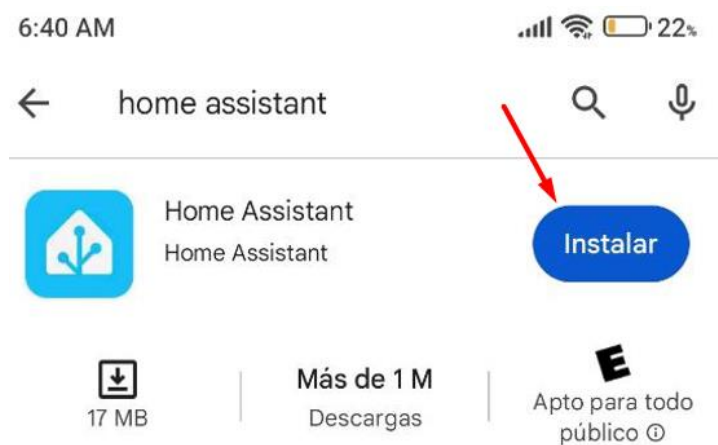 6:40 AM 22%
home assistant
Home Assistant
Home Assistant
Instalar
17 MB
Más de 1 M
Descargas
E
Apto para todo
público